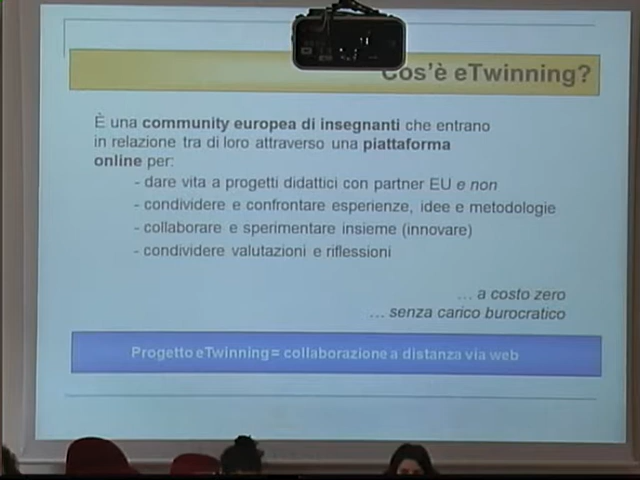 Cos'è eTwinning?
È una community europea di insegnanti che entrano
in relazione tra di loro attraverso una piattaforma
online per:
- dare vita a progetti didattici con partner EU e non
- condividere e confrontare esperienze, idee e metodologie
- collaborare e sperimentare insieme (innovare)
- condividere valutazioni e riflessioni
… a costo zero
… senza carico burocratico
Progetto eTwinning = collaborazione a distanza via web